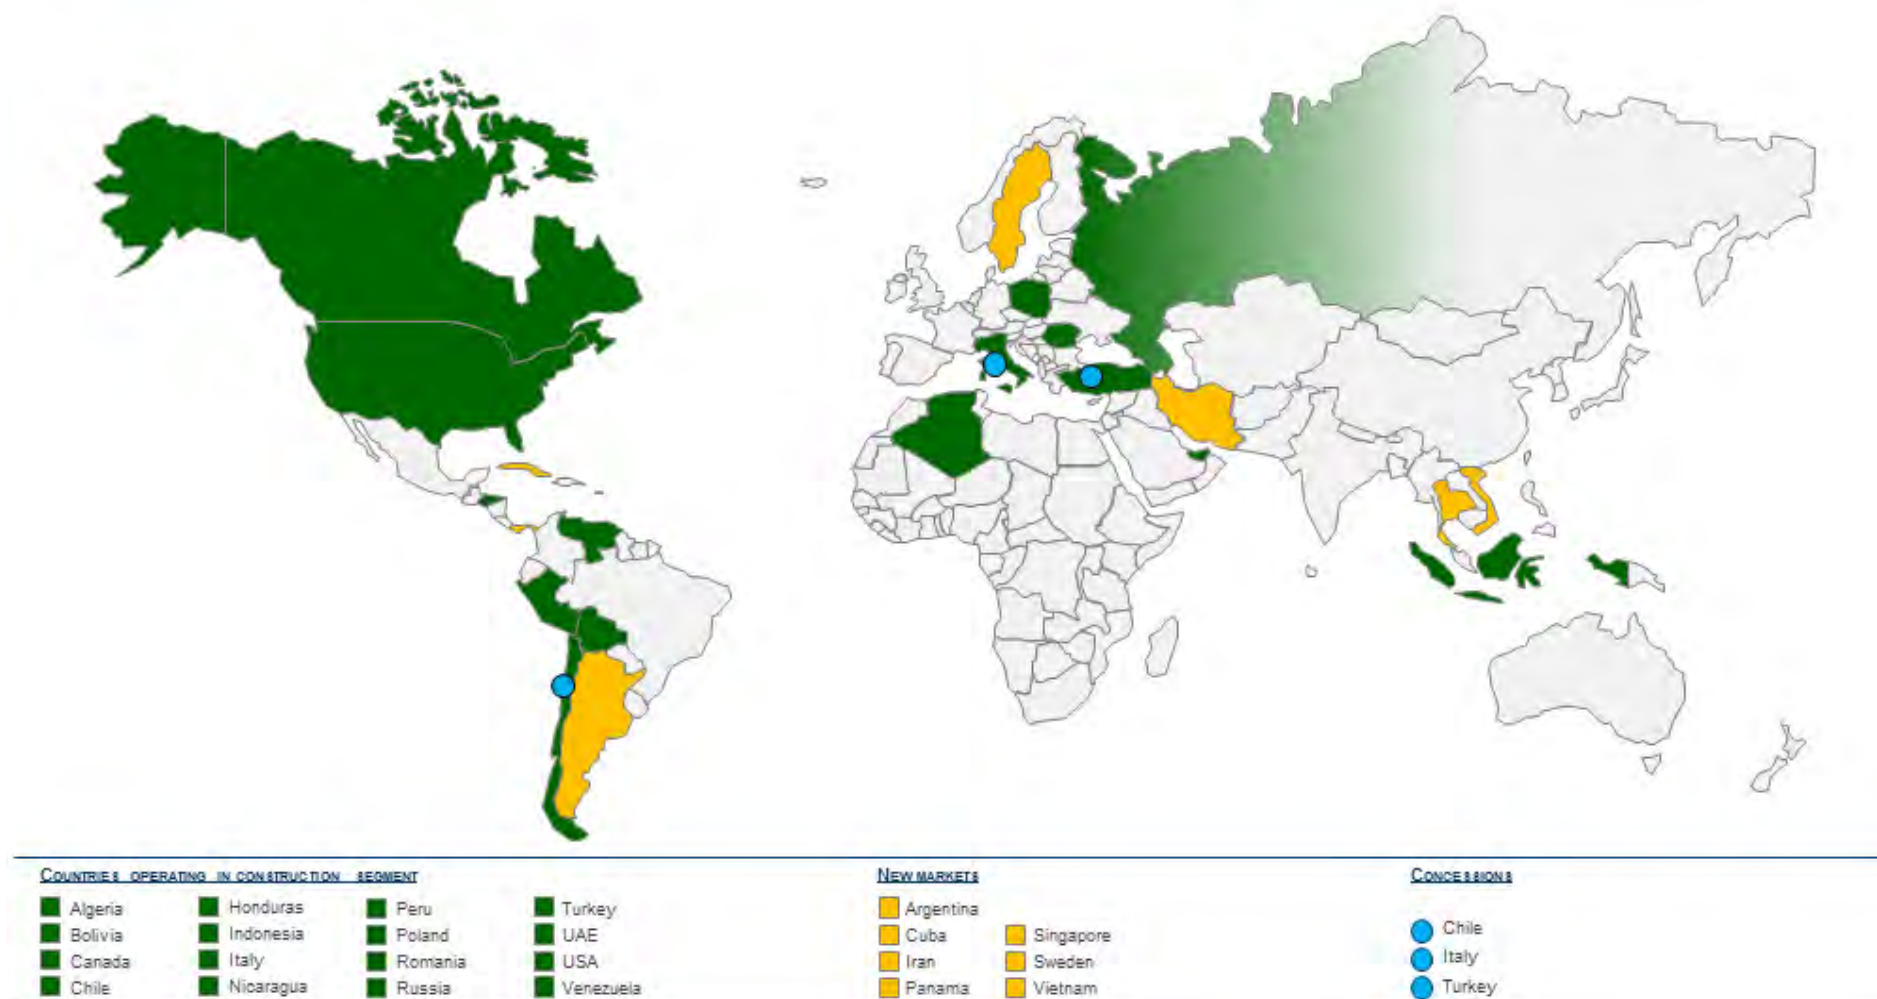 COUNTRIES OPERATING IN CONSTRUCTION SEGMENT
Algeria
Bolivia
Canada
Chile
Honduras
Indonesia
Italy
Nicaragua
Peru
Poland
Romania
Russia
Turkey
UAE
USA
Venezuela
NEW MARKETS
Argentina
Cuba
Iran
Panama
Singapore
Sweden
Vietnam
CONCESSIONS
Chile
Italy
Turkey